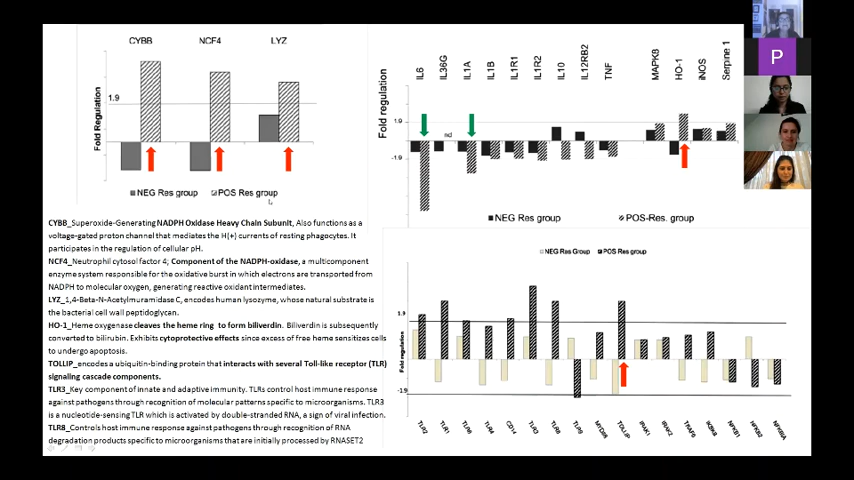 CYBB NCF4 LYZ
1.9
Fold Regulation
NEG Res group POS Res group
IL6 IL36G IL1A IL1B IL1R1 IL1R2 IL10 IL12RB2 TNF MAPK8 HO-1 iNOS Serpine 1
Fold regulation
1.9
nd
-1.9
NEG Res group POS-Res. group
P
CYBB_Superoxide-Generating NADPH Oxidase Heavy Chain Subunit, Also functions as a
voltage-gated proton channel that mediates the H(+) currents of resting phagocytes. It
participates in the regulation of cellular pH.
NCF4_Neutrophil cytosol factor 4; Component of the NADPH-oxidase, a multicomponent
enzyme system responsible for the oxidative burst in which electrons are transported from
NADPH to molecular oxygen, generating reactive oxidant intermediates.
LYZ_1,4-Beta-N-Acetylmuramidase C, encodes human lysozyme, whose natural substrate is
the bacterial cell wall peptidoglycan.
HO-1_Heme oxygenase cleaves the heme ring to form biliverdin. Biliverdin is subsequently
converted to bilirubin. Exhibits cytoprotective effects since excess of free heme sensitizes cells
to undergo apoptosis.
TOLLIP_encodes a ubiquitin-binding protein that interacts with several Toll-like receptor (TLR)
signaling cascade components.
TLR3_Key component of innate and adaptive immunity. TLRs control host immune response
against pathogens through recognition of molecular patterns specific to microorganisms. TLR3
is a nucleotide-sensing TLR which is activated by double-stranded RNA, a sign of viral infection.
TLR8_Controls host immune response against pathogens through recognition of RNA
degradation products specific to microorganisms that are initially processed by RNASET2
NEG Res Group POS Res group
1.9
Fold regulation
-1.9
TLR2 TLR1 TLR6 TLR4 CD14 TLR3 TLR8 TLR9 MYD88 TOLLIP IRAK1 IRAK2 TRAF6 NFKB1 NFKB2